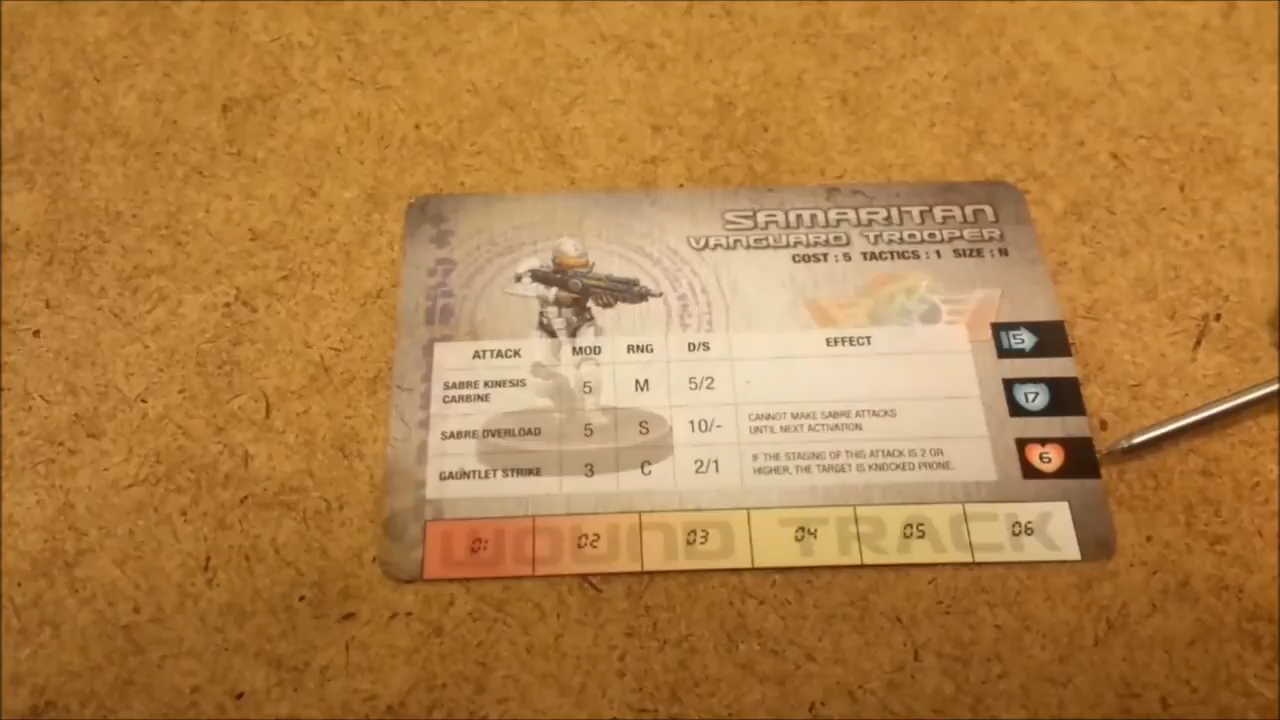 SAMARITAN
VANGUARD TROOPER
COST : 5 TACTICS : 1 SIZE : N
ATTACK MOD RNG D/S EFFECT
SABRE KINESIS CARBINE 5 M 5/2 -
SABRE OVERLOAD 5 S 10/- CANNOT MAKE SABRE ATTACKS
UNTIL NEXT ACTIVATION.
GAUNTLET STRIKE 3 C 2/1 IF THE STAGING OF THIS ATTACK IS 2 OR
HIGHER, THE TARGET IS KNOCKED PRONE.
5
17
6
WOUND TRACK
01 02 03 04 05 06